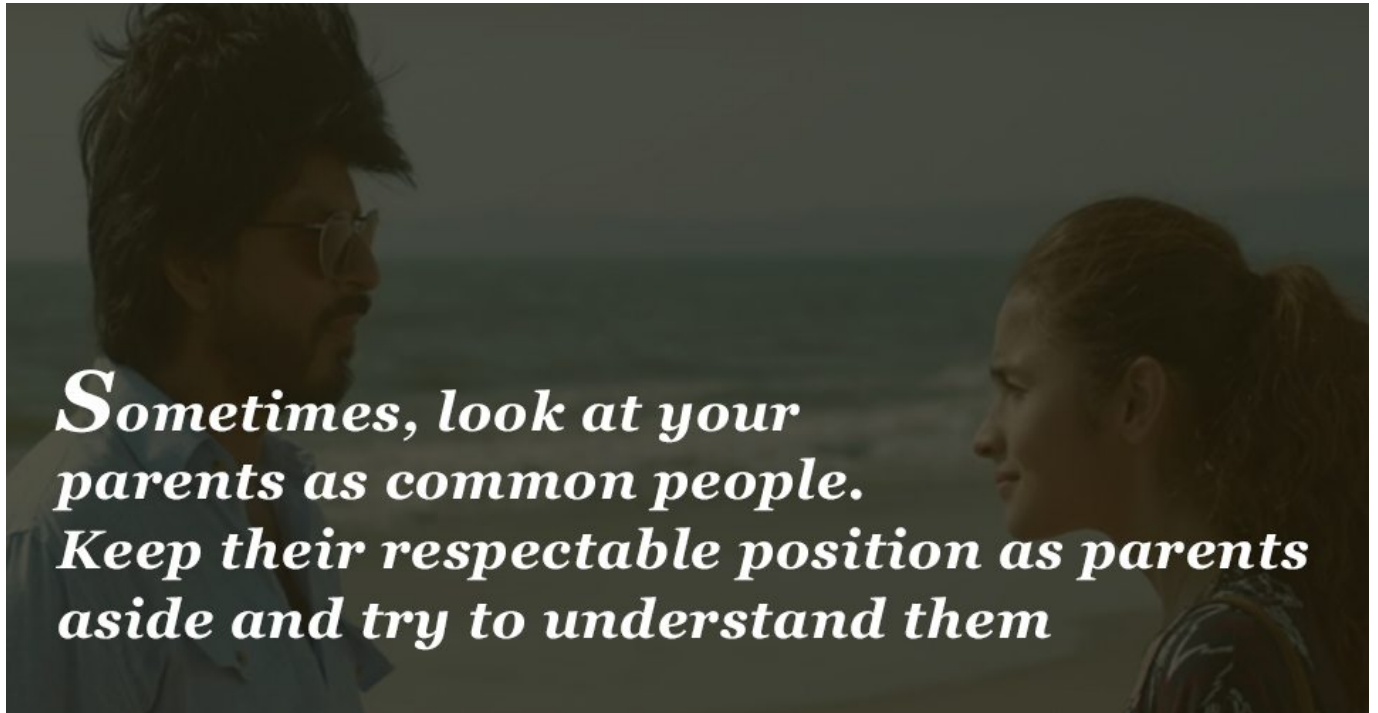 Sometimes, look at your
parents as common people.
Keep their respectable position as parents
aside and try to understand them